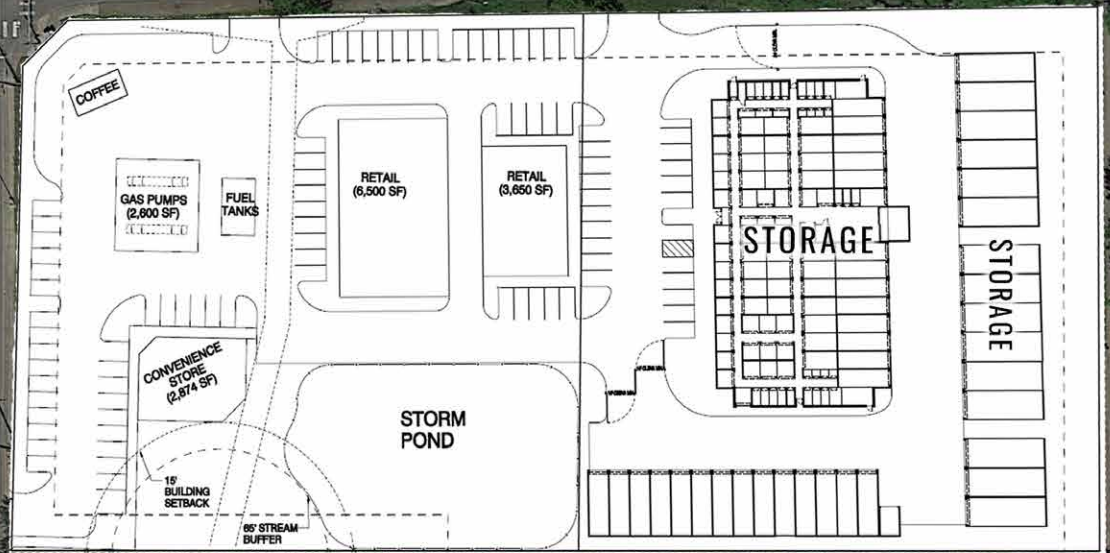 COFFEE
GAS PUMPS
(2,600 SF)
FUEL
TANKS
RETAIL
(6,500 SF)
RETAIL
(3,650 SF)
STORAGE
STORAGE
CONVENIENCE
STORE
(2,874 SF)
STORM
POND
15'
BUILDING
SETBACK
65' STREAM
BUFFER